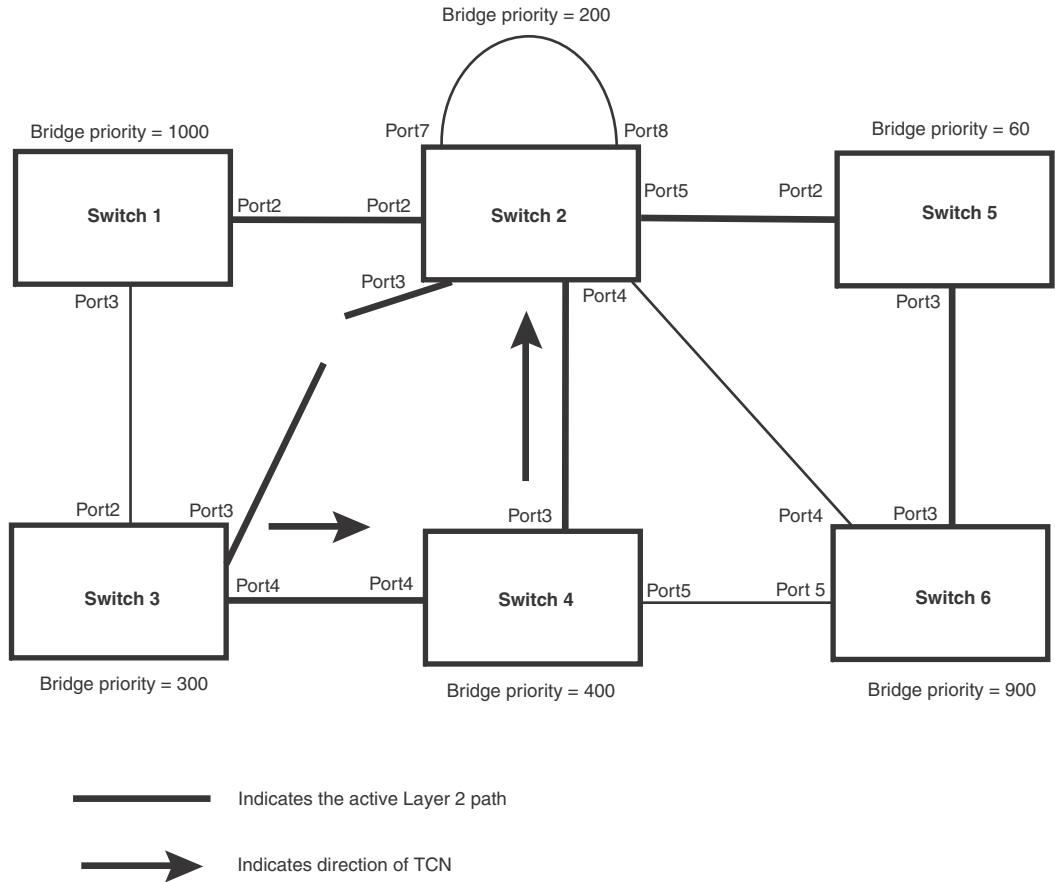 Bridge priority = 200
Bridge priority = 1000
Port7
Port8
Bridge priority = 60
Switch 1
Port2
Port2
Switch 2
Port5
Port2
Switch 5
Port3
Port3
Port4
Port3
Port2
Port3
Port3
Port4
Port3
Switch 3
Port4
Port4
Switch 4
Port5
Port 5
Switch 6
Bridge priority = 300
Bridge priority = 400
Bridge priority = 900
Indicates the active Layer 2 path
Indicates direction of TCN